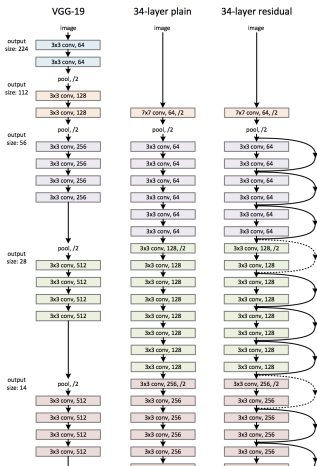 VGG-19
34-layer plain
34-layer residual
image
image
image
output
size: 224
3x3 conv, 64
3x3 conv, 64
pool, /2
output
size: 112
3x3 conv, 128
3x3 conv, 128
7x7 conv, 64, /2
7x7 conv, 64, /2
pool, /2
pool, /2
pool, /2
output
size: 56
3x3 conv, 256
3x3 conv, 64
3x3 conv, 64
3x3 conv, 256
3x3 conv, 64
3x3 conv, 64
3x3 conv, 256
3x3 conv, 64
3x3 conv, 64
3x3 conv, 256
3x3 conv, 64
3x3 conv, 64
3x3 conv, 64
3x3 conv, 64
3x3 conv, 64
3x3 conv, 64
pool, /2
3x3 conv, 128, /2
3x3 conv, 128, /2
output
size: 28
3x3 conv, 512
3x3 conv, 128
3x3 conv, 128
3x3 conv, 512
3x3 conv, 128
3x3 conv, 128
3x3 conv, 512
3x3 conv, 128
3x3 conv, 128
3x3 conv, 512
3x3 conv, 128
3x3 conv, 128
3x3 conv, 128
3x3 conv, 128
3x3 conv, 128
3x3 conv, 128
3x3 conv, 128
3x3 conv, 128
output
size: 14
pool, /2
3x3 conv, 256, /2
3x3 conv, 256, /2
3x3 conv, 512
3x3 conv, 256
3x3 conv, 256
3x3 conv, 512
3x3 conv, 256
3x3 conv, 256
3x3 conv, 512
3x3 conv, 256
3x3 conv, 256
3x3 conv, 512
3x3 conv, 256
3x3 conv, 256